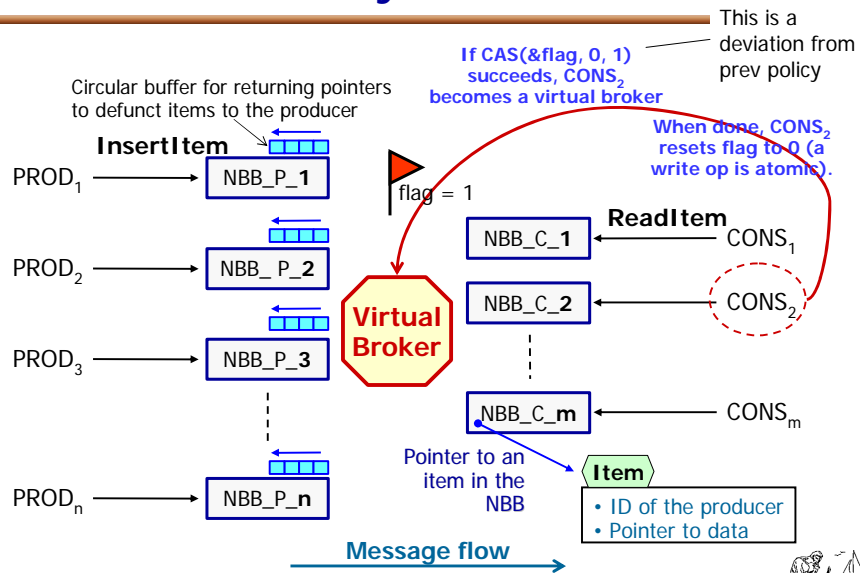 This is a
deviation from
prev policy
If CAS(&flag, 0, 1)
succeeds, CONS₂
becomes a virtual broker
Circular buffer for returning pointers
to defunct items to the producer
When done, CONS₂
resets flag to 0 (a
write op is atomic).
InsertItem
PROD₁
NBB_P_1
flag = 1
ReadItem
NBB_C_1
CONS₁
PROD₂
NBB_ P_2
NBB_C_2
CONS₂
Virtual
Broker
PROD₃
NBB_P_3
NBB_C_m
CONSₘ
Pointer to an
item in the
NBB
Item
• ID of the producer
• Pointer to data
PRODₙ
NBB_P_n
Message flow